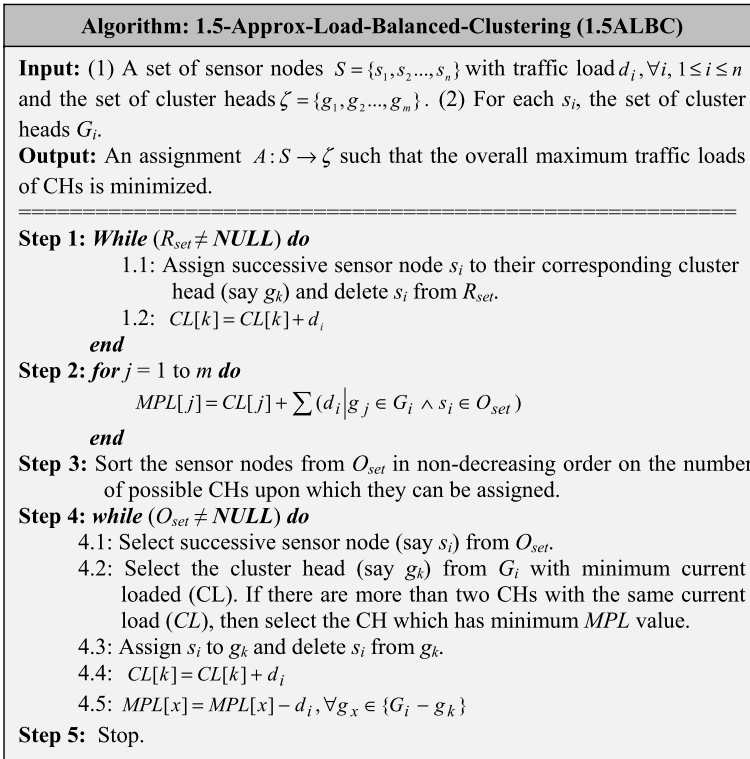 Algorithm: 1.5-Approx-Load-Balanced-Clustering (1.5ALBC)
Input: (1) A set of sensor nodes S = {s₁, s₂..., sₙ} with traffic load dᵢ, ∀i, 1 ≤ i ≤ n
and the set of cluster heads ζ = {g₁, g₂..., gₘ}. (2) For each sᵢ, the set of cluster
heads Gᵢ.
Output: An assignment A : S → ζ such that the overall maximum traffic loads
of CHs is minimized.
===========================================================
Step 1: While (R_set ≠ NULL) do
1.1: Assign successive sensor node sᵢ to their corresponding cluster
head (say gₖ) and delete sᵢ from R_set.
1.2: CL[k] = CL[k] + dᵢ
end
Step 2: for j = 1 to m do
MPL[j] = CL[j] + ∑ (dᵢ | gⱼ ∈ Gᵢ ∧ sᵢ ∈ O_set)
end
Step 3: Sort the sensor nodes from O_set in non-decreasing order on the number
of possible CHs upon which they can be assigned.
Step 4: while (O_set ≠ NULL) do
4.1: Select successive sensor node (say sᵢ) from O_set.
4.2: Select the cluster head (say gₖ) from Gᵢ with minimum current
loaded (CL). If there are more than two CHs with the same current
load (CL), then select the CH which has minimum MPL value.
4.3: Assign sᵢ to gₖ and delete sᵢ from gₖ.
4.4: CL[k] = CL[k] + dᵢ
4.5: MPL[x] = MPL[x] − dᵢ, ∀gₓ ∈ {Gᵢ − gₖ}
Step 5: Stop.